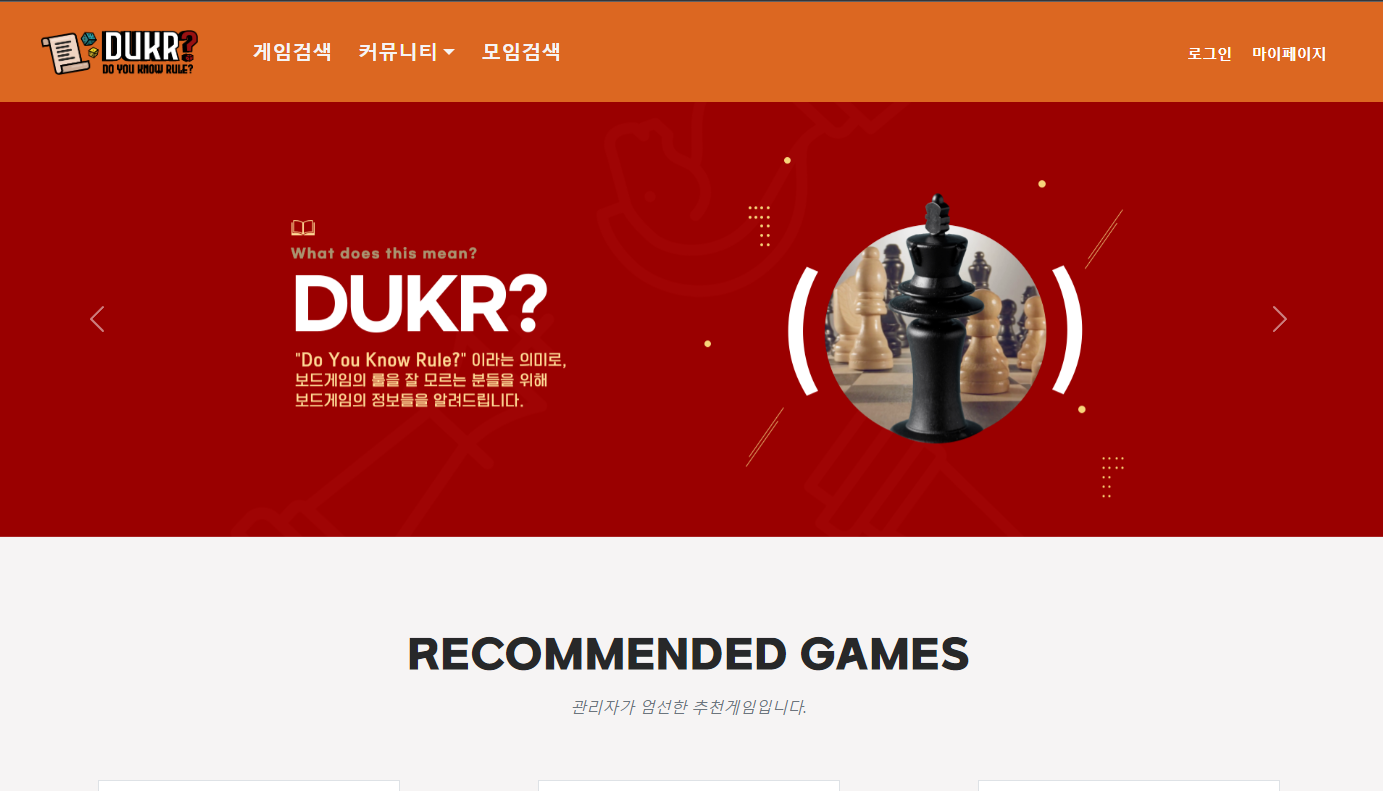 DUKR?
DO YOU KNOW RULE?
게임검색 커뮤니티 모임검색
로그인 마이페이지
What does this mean?
DUKR?
"Do You Know Rule?" 이라는 의미로,
보드게임의 룰을 잘 모르는 분들을 위해
보드게임의 정보들을 알려드립니다.
RECOMMENDED GAMES
관리자가 엄선한 추천게임입니다.